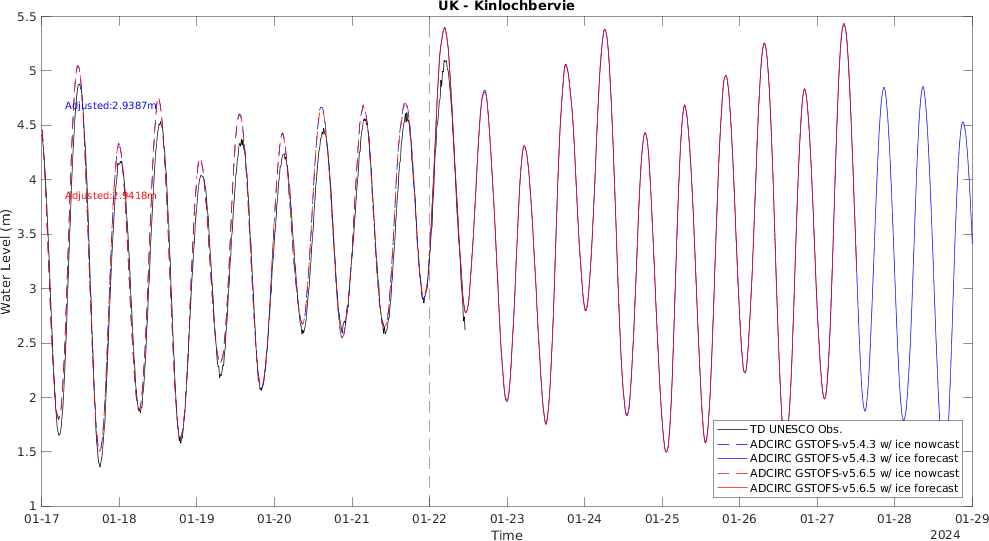 UK - Kinlochbervie
5.5
5
4.5
4
3.5
3
2.5
2
1.5
1
Water Level (m)
Adjusted:2.9387m
Adjusted:2.9418m
TD UNESCO Obs.
ADCIRC GSTOFS-v5.4.3 w/ ice nowcast
ADCIRC GSTOFS-v5.4.3 w/ ice forecast
ADCIRC GSTOFS-v5.6.5 w/ ice nowcast
ADCIRC GSTOFS-v5.6.5 w/ ice forecast
01-17 01-18 01-19 01-20 01-21 01-22 01-23 01-24 01-25 01-26 01-27 01-28 01-29
Time
2024